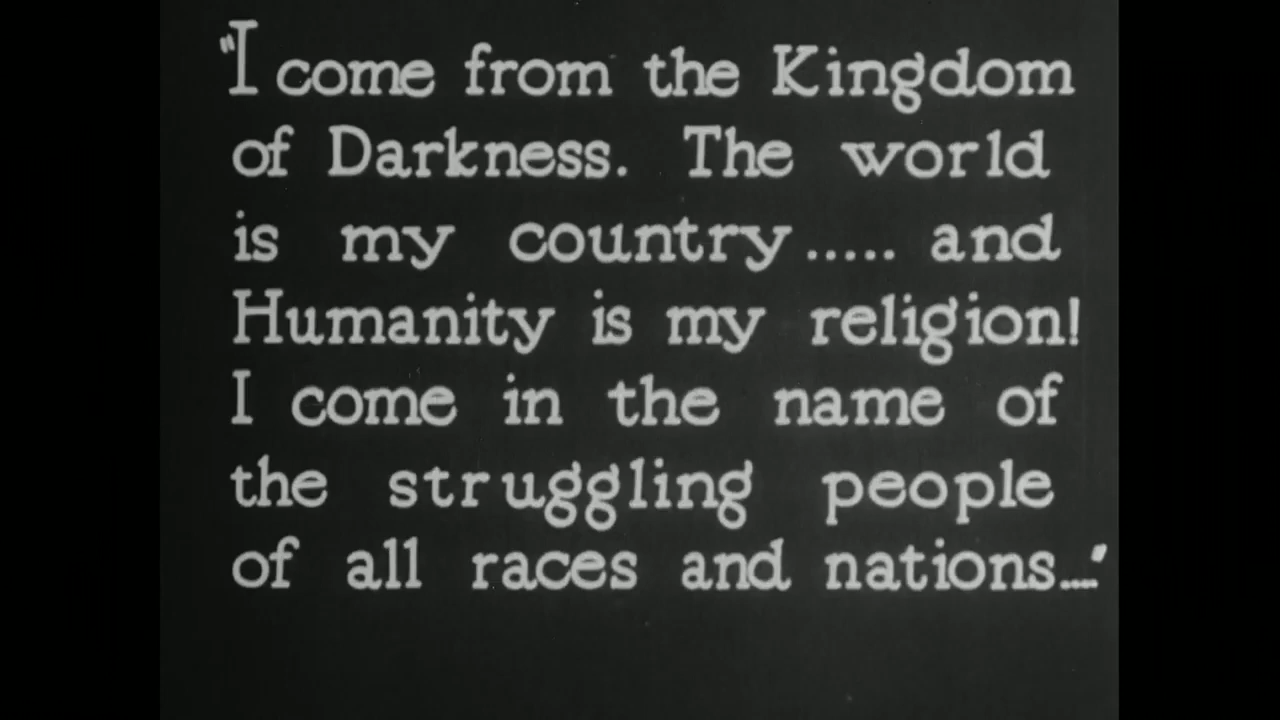 "I come from the Kingdom
of Darkness. The world
is my country..... and
Humanity is my religion!
I come in the name of
the struggling people
of all races and nations...."